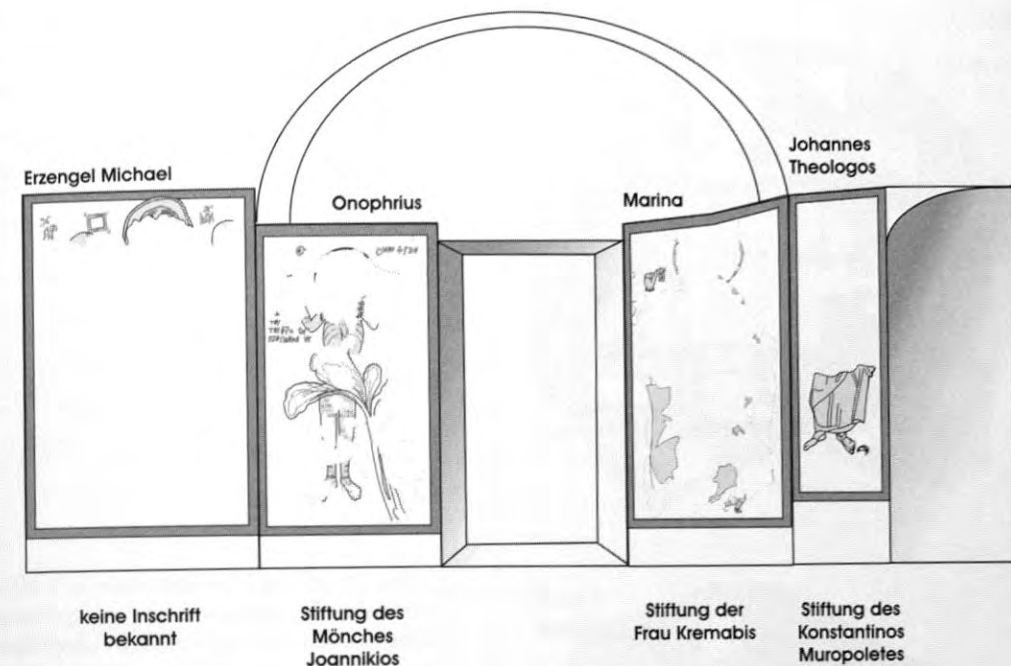 Erzengel Michael
Onophrius
Marina
Johannes
Theologos
keine Inschrift
bekannt
Stiftung des
Mönches
Joannikios
Stiftung der
Frau Kremabis
Stiftung des
Konstantinos
Muropoletes